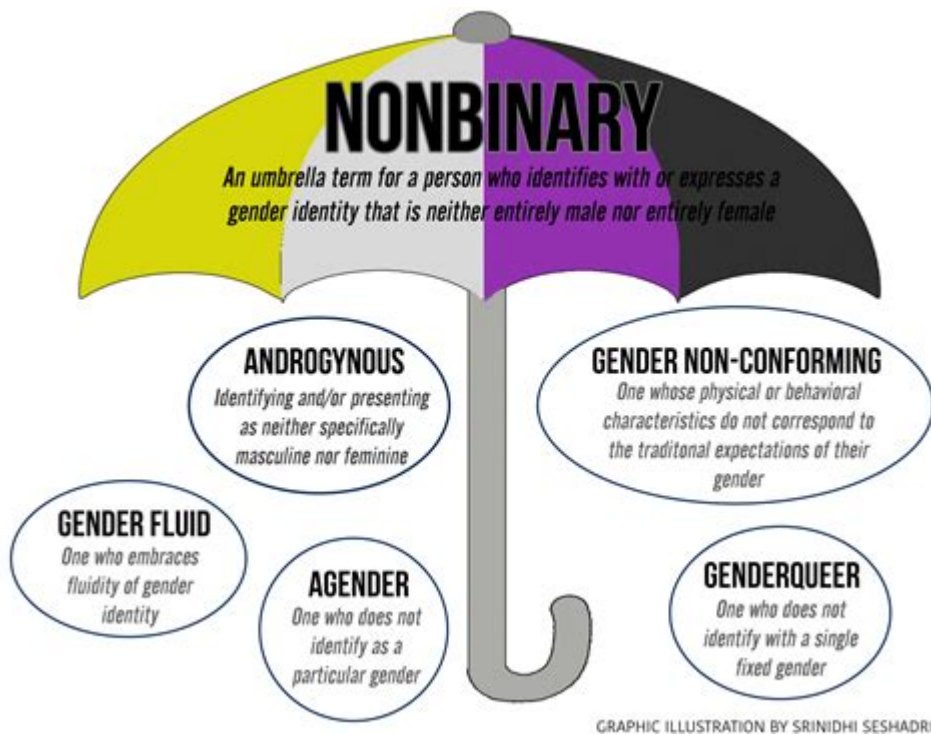 NONBINARY
An umbrella term for a person who identifies with or expresses a
gender identity that is neither entirely male nor entirely female
ANDROGYNOUS
Identifying and/or presenting
as neither specifically
masculine nor feminine
GENDER NON-CONFORMING
One whose physical or behavioral
characteristics do not correspond to
the traditonal expectations of their
gender
GENDER FLUID
One who embraces
fluidity of gender
identity
AGENDER
One who does not
identify as a
particular gender
GENDERQUEER
One who does not
identify with a single
fixed gender
GRAPHIC ILLUSTRATION BY SRINIDHI SESHADRI